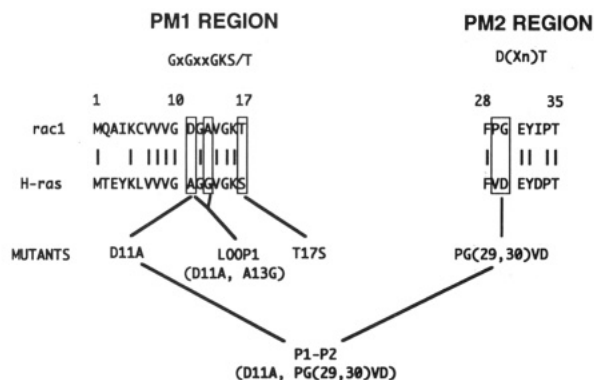 PM1 REGION PM2 REGION
GxGxxGKS/T D(Xn)T
1 10 17 28 35
rac1 MQAIKCVVVG DGAVGKT FPG EYIPT
H-ras MTEYKLVVVG AGGVGKS FVD EYDPT
MUTANTS D11A LOOP1 T17S PG(29,30)VD
(D11A, A13G)
P1-P2
(D11A, PG(29,30)VD)